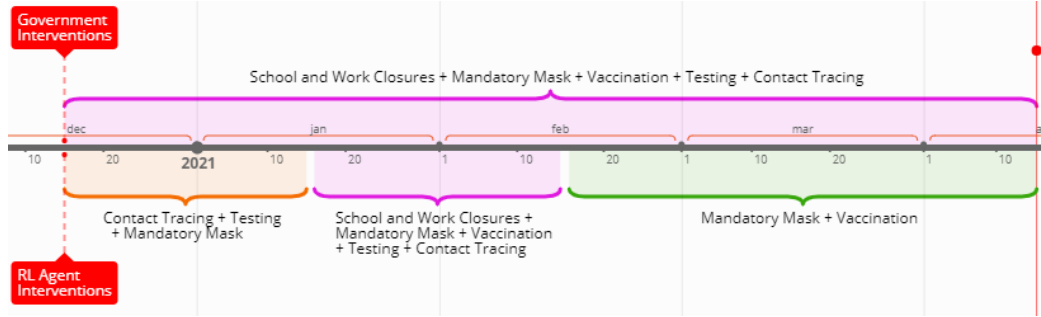 Government
Interventions
School and Work Closures + Mandatory Mask + Vaccination + Testing + Contact Tracing
dec jan feb mar a
10 20 2021 10 20 1 10 20 1 10 20 1 10
Contact Tracing + Testing
+ Mandatory Mask
School and Work Closures +
Mandatory Mask + Vaccination
+ Testing + Contact Tracing
Mandatory Mask + Vaccination
RL Agent
Interventions